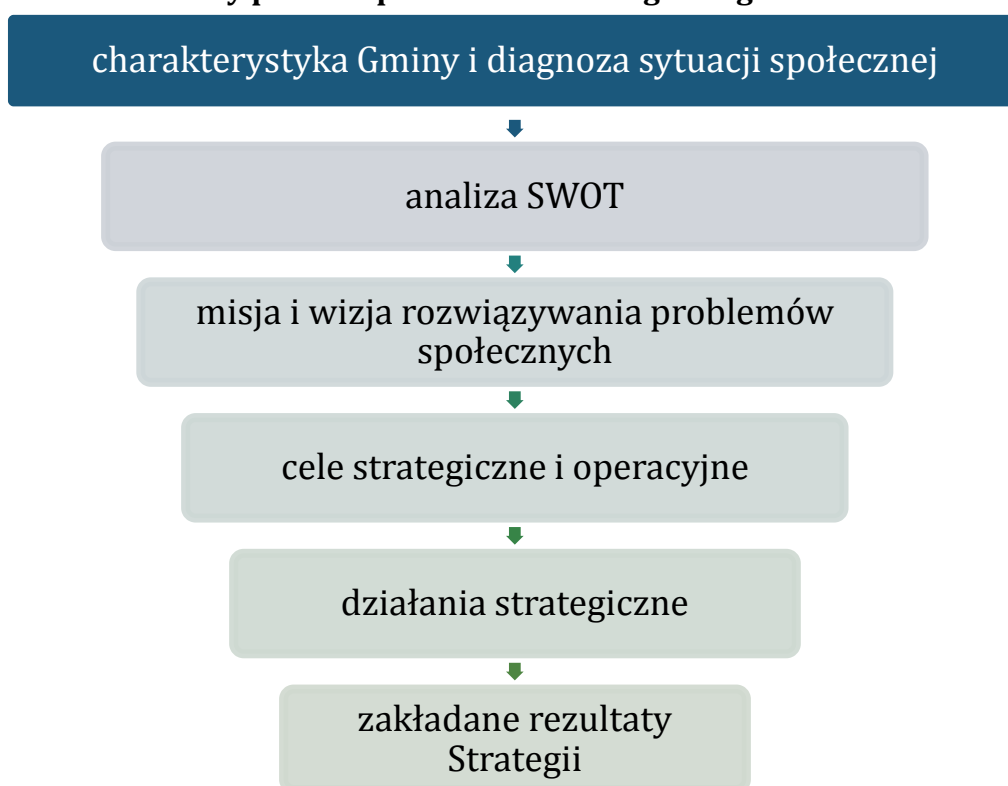 charakterystyka Gminy i diagnoza sytuacji społecznej
analiza SWOT
misja i wizja rozwiązywania problemów
społecznych
cele strategiczne i operacyjne
działania strategiczne
zakładane rezultaty
Strategii